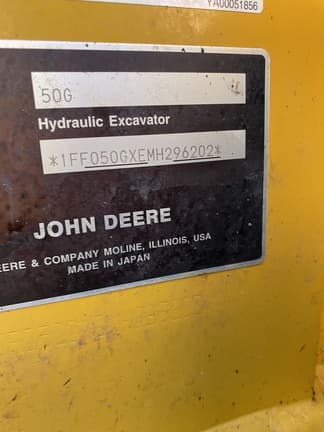 YA00051856
50G
Hydraulic Excavator
*1FF050GXEMH296202*
JOHN DEERE
EERE & COMPANY MOLINE, ILLINOIS, USA
MADE IN JAPAN